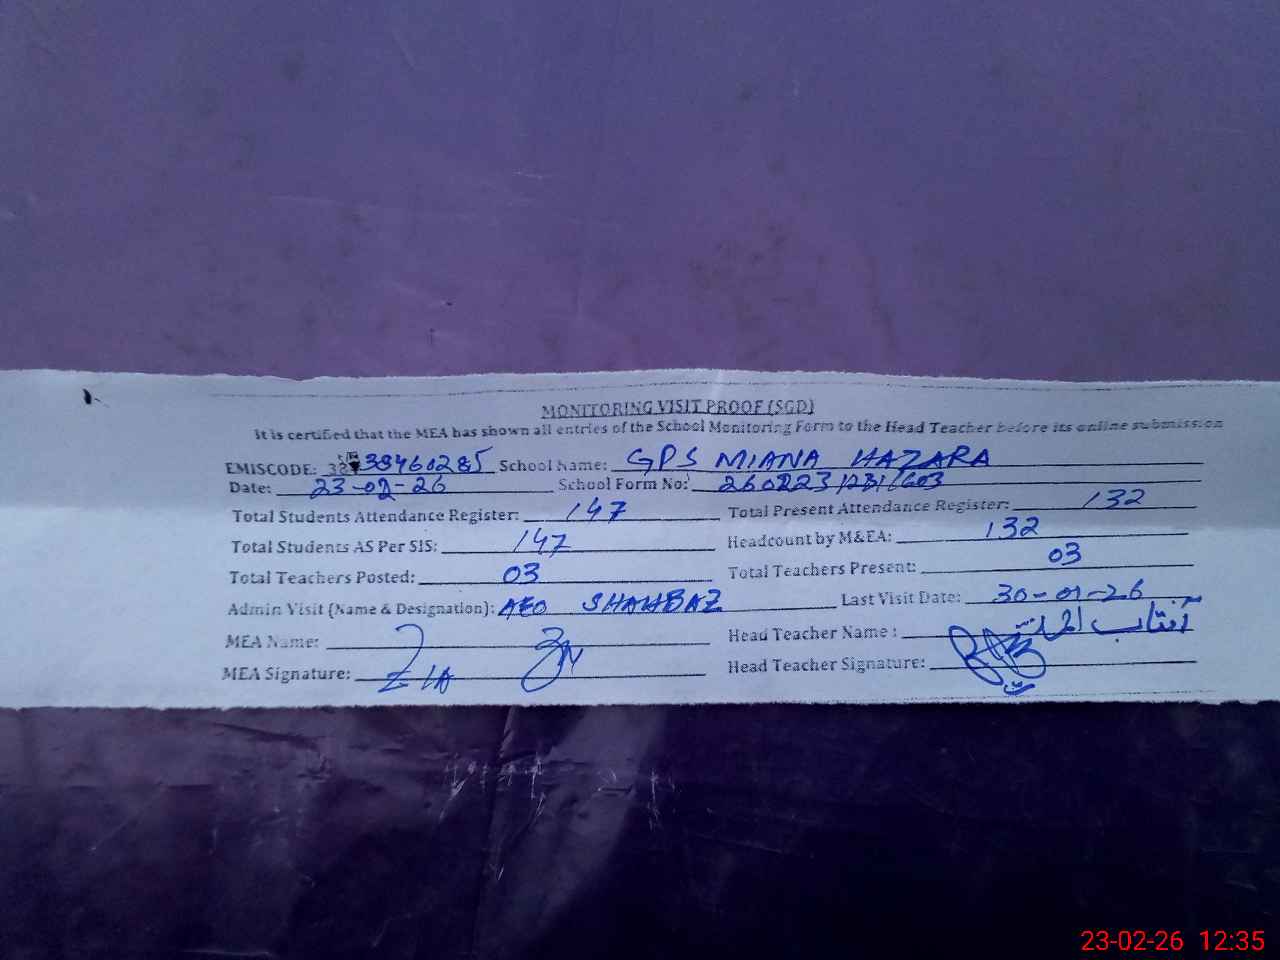 MONITORING VISIT PROOF (SGD)
It is certified that the MEA has shown all entries of the School Monitoring Form to the Head Teacher before its online submission
EMISCODE: 38460285 School Name: GPS MIANA HAZARA
Date: 23-02-26 School Form No:
Total Students Attendance Register: 147 Total Present Attendance Register: 132
Total Students AS Per SIS: 147 Headcount by M&EA: 132
Total Teachers Posted: 03 Total Teachers Present: 03
Admin Visit (Name & Designation): AEO SHAHBAZ Last Visit Date: 30-01-26
MEA Name: Head Teacher Name: آفتاب
MEA Signature: ZIA Head Teacher Signature:
23-02-26 12:35